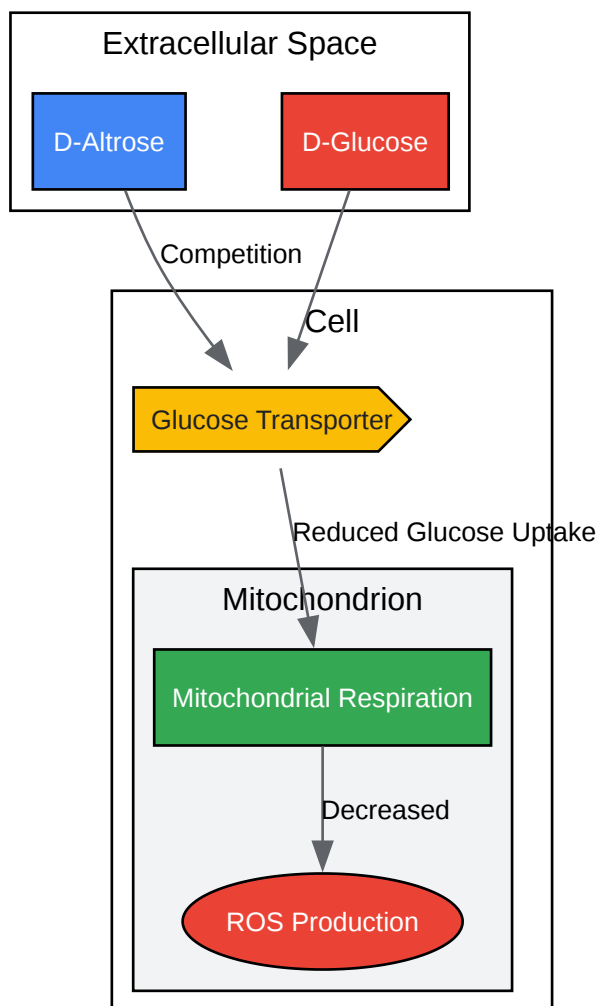 Extracellular Space
D-Altrose
D-Glucose
Competition
Cell
Glucose Transporter
Reduced Glucose Uptake
Mitochondrion
Mitochondrial Respiration
Decreased
ROS Production